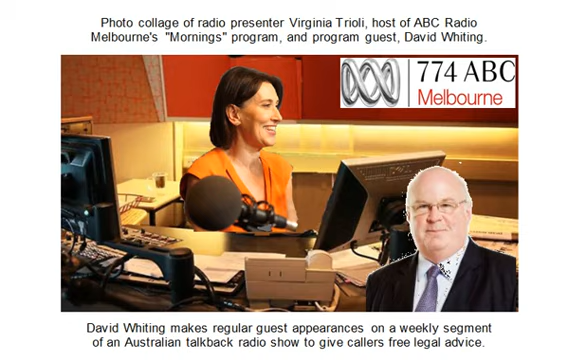 Photo collage of radio presenter Virginia Trioli, host of ABC Radio
Melbourne's "Mornings" program, and program guest, David Whiting.
774 ABC
Melbourne
David Whiting makes regular guest appearances on a weekly segment
of an Australian talkback radio show to give callers free legal advice.